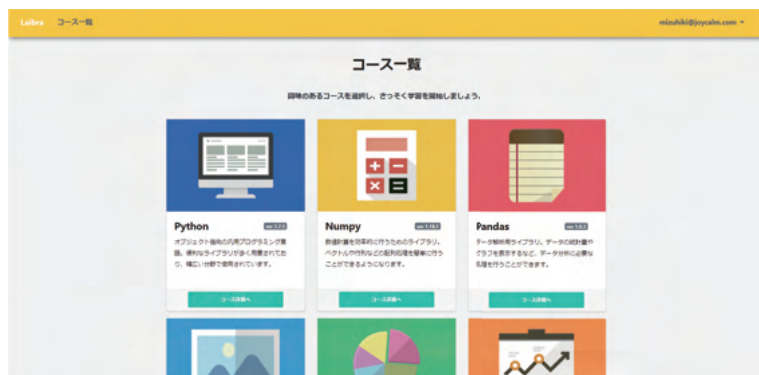 Laibra コース一覧 mizuhiki@joycalm.com
コース一覧
興味のあるコースを選択し、さっそく学習を開始しましょう。
Python
オブジェクト指向の汎用プログラミング言
語。便利なライブラリが多く用意されてお
り、幅広い分野で使用されています。
コース詳細へ
Numpy
数値計算を効率的に行うためのライブラリ。
ベクトルや行列などの配列処理を簡単に行う
ことができるようになります。
コース詳細へ
Pandas
データ解析用ライブラリ。データの統計量や
グラフを表示するなど、データ分析に必要な
処理を行うことができます。
コース詳細へ